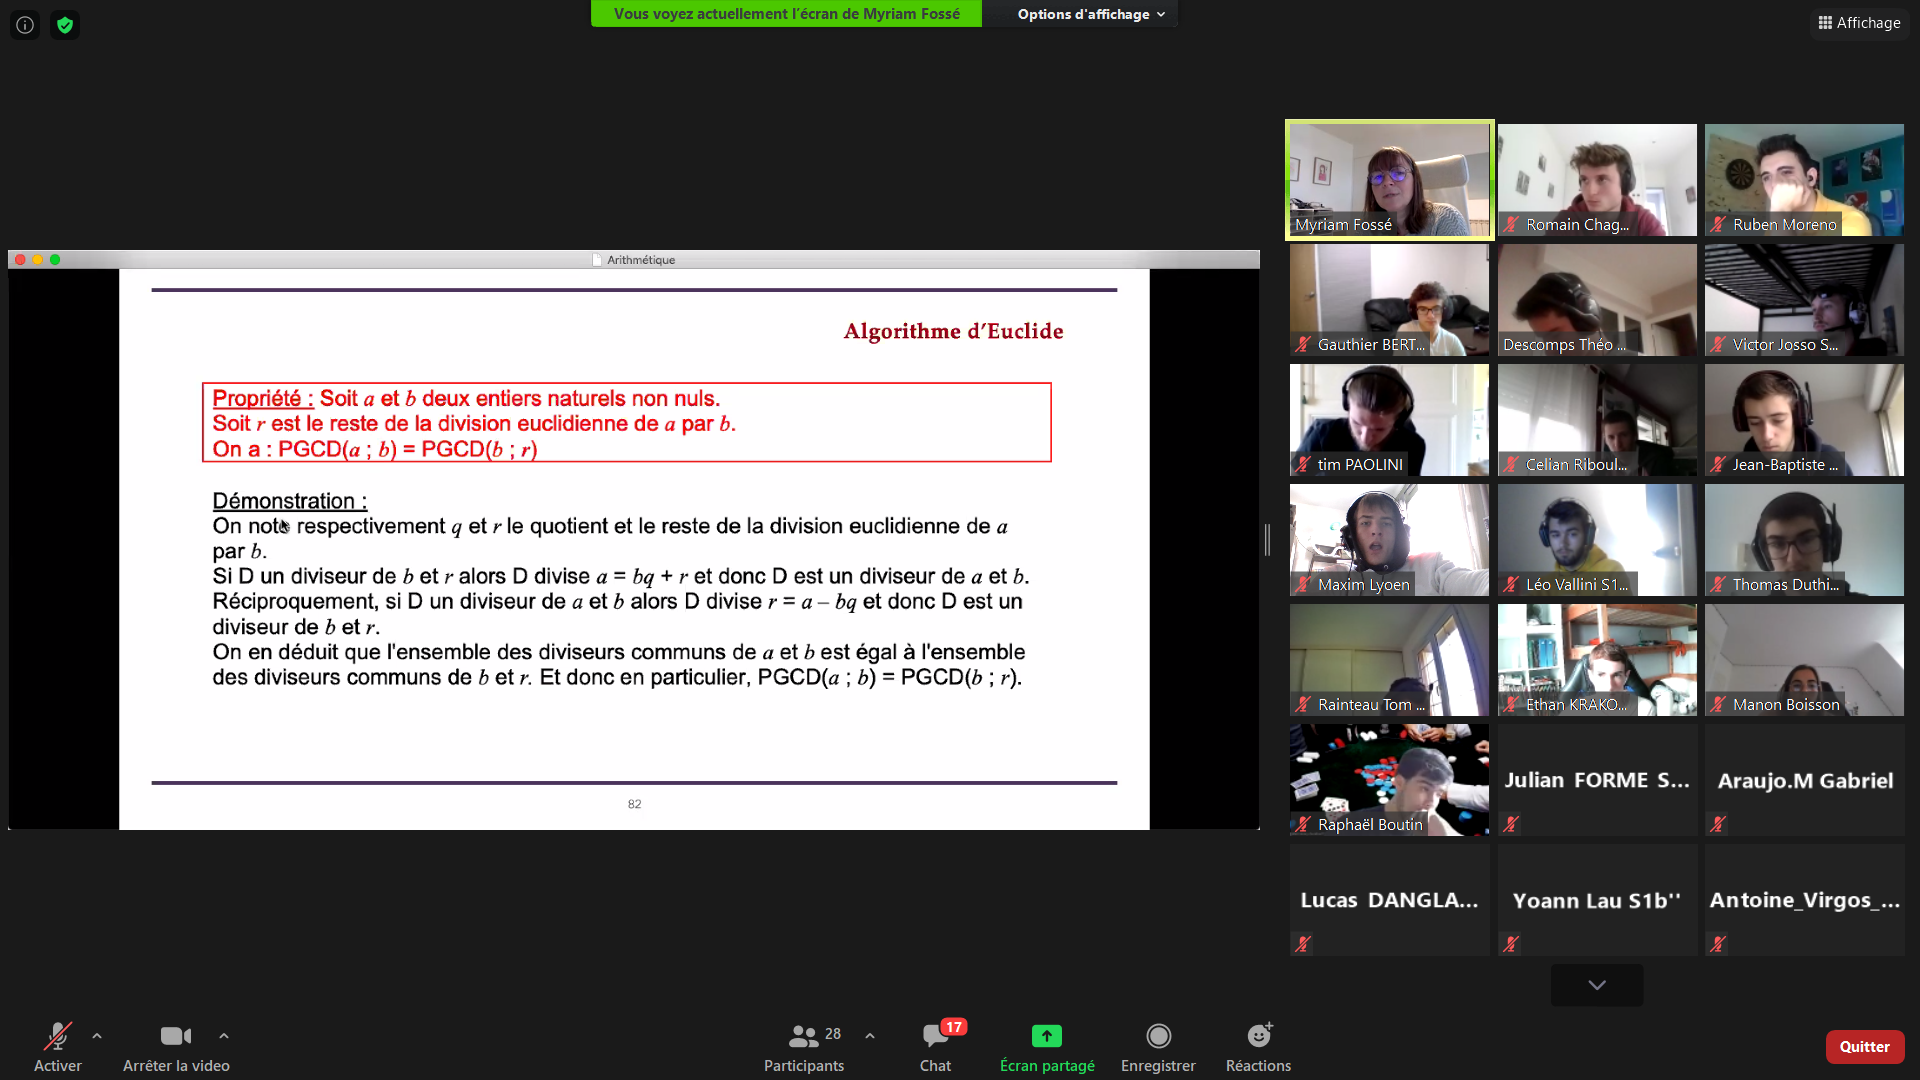 Vous voyez actuellement l'écran de Myriam Fossé
Options d'affichage
Affichage
Arithmétique
Algorithme d'Euclide
Propriété : Soit a et b deux entiers naturels non nuls.
Soit r est le reste de la division euclidienne de a par b.
On a : PGCD(a ; b) = PGCD(b ; r)
Démonstration :
On note respectivement q et r le quotient et le reste de la division euclidienne de a
par b.
Si D un diviseur de b et r alors D divise a = bq + r et donc D est un diviseur de a et b.
Réciproquement, si D un diviseur de a et b alors D divise r = a – bq et donc D est un
diviseur de b et r.
On en déduit que l'ensemble des diviseurs communs de a et b est égal à l'ensemble
des diviseurs communs de b et r. Et donc en particulier, PGCD(a ; b) = PGCD(b ; r).
82
Myriam Fossé
Romain Chag...
Ruben Moreno
Gauthier BERT...
Descomps Théo ...
Victor Josso S...
tim PAOLINI
Celian Riboul...
Jean-Baptiste ...
Maxim Lyoen
Léo Vallini S1...
Thomas Duthi...
Rainteau Tom ...
Ethan KRAKO...
Manon Boisson
Raphaël Boutin
Julian FORME S...
Araujo.M Gabriel
Lucas DANGLA...
Yoann Lau S1b''
Antoine_Virgos_...
Activer
Arrêter la video
28
Participants
17
Chat
Écran partagé
Enregistrer
Réactions
Quitter